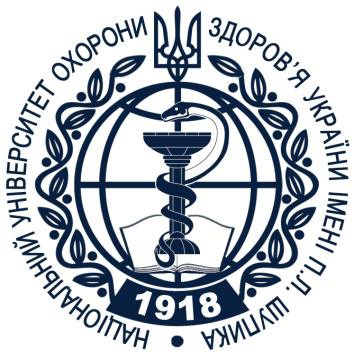 НАЦІОНАЛЬНИЙ УНІВЕРСИТЕТ ОХОРОНИ ЗДОРОВ'Я УКРАЇНИ ІМЕНІ П.Л. ШУПИКА
1918